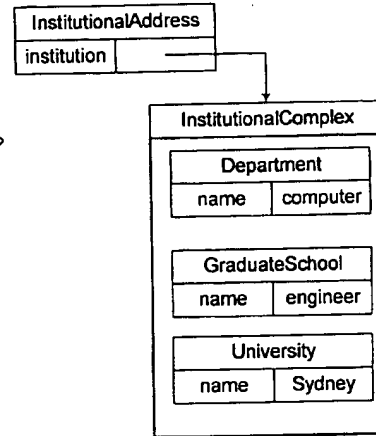 InstitutionalAddress
institution
InstitutionalComplex
Department
name computer
GraduateSchool
name engineer
University
name Sydney